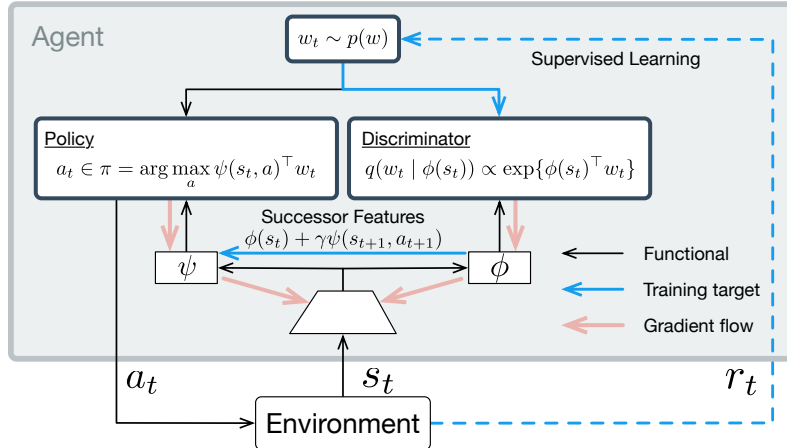 Agent
w_t ∼ p(w)
Supervised Learning
Policy
a_t ∈ π = arg max_a ψ(s_t, a)^⊤ w_t
Discriminator
q(w_t | ϕ(s_t)) ∝ exp{ϕ(s_t)^⊤ w_t}
Successor Features
ϕ(s_t) + γψ(s_{t+1}, a_{t+1})
ψ
ϕ
Functional
Training target
Gradient flow
a_t
s_t
r_t
Environment